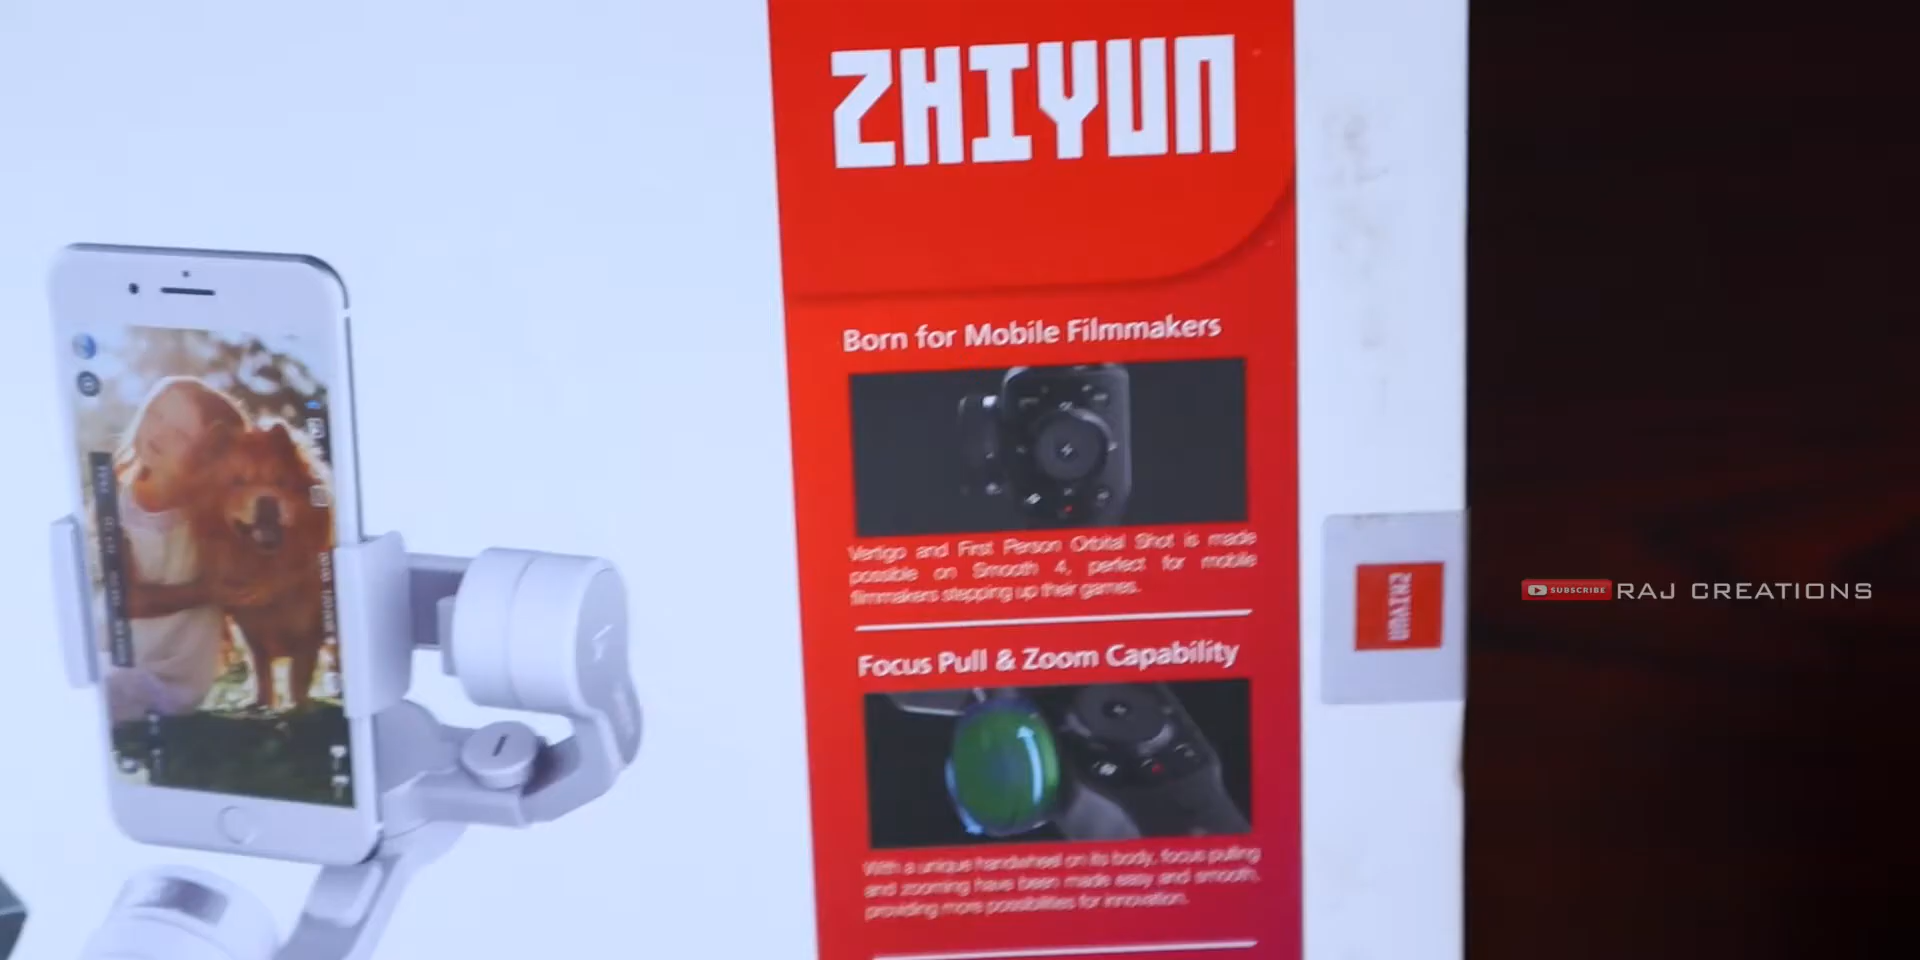 ZHIYUN
Born for Mobile Filmmakers
Vertigo and First Person Orbital Shot is made
possible on Smooth 4, perfect for mobile
filmmakers stepping up their games.
Focus Pull & Zoom Capability
With a unique handwheel on its body, focus pulling
and zooming have been made easy and smooth,
providing more possibilities for innovation.
ZHIYUN
SUBSCRIBE RAJ CREATIONS